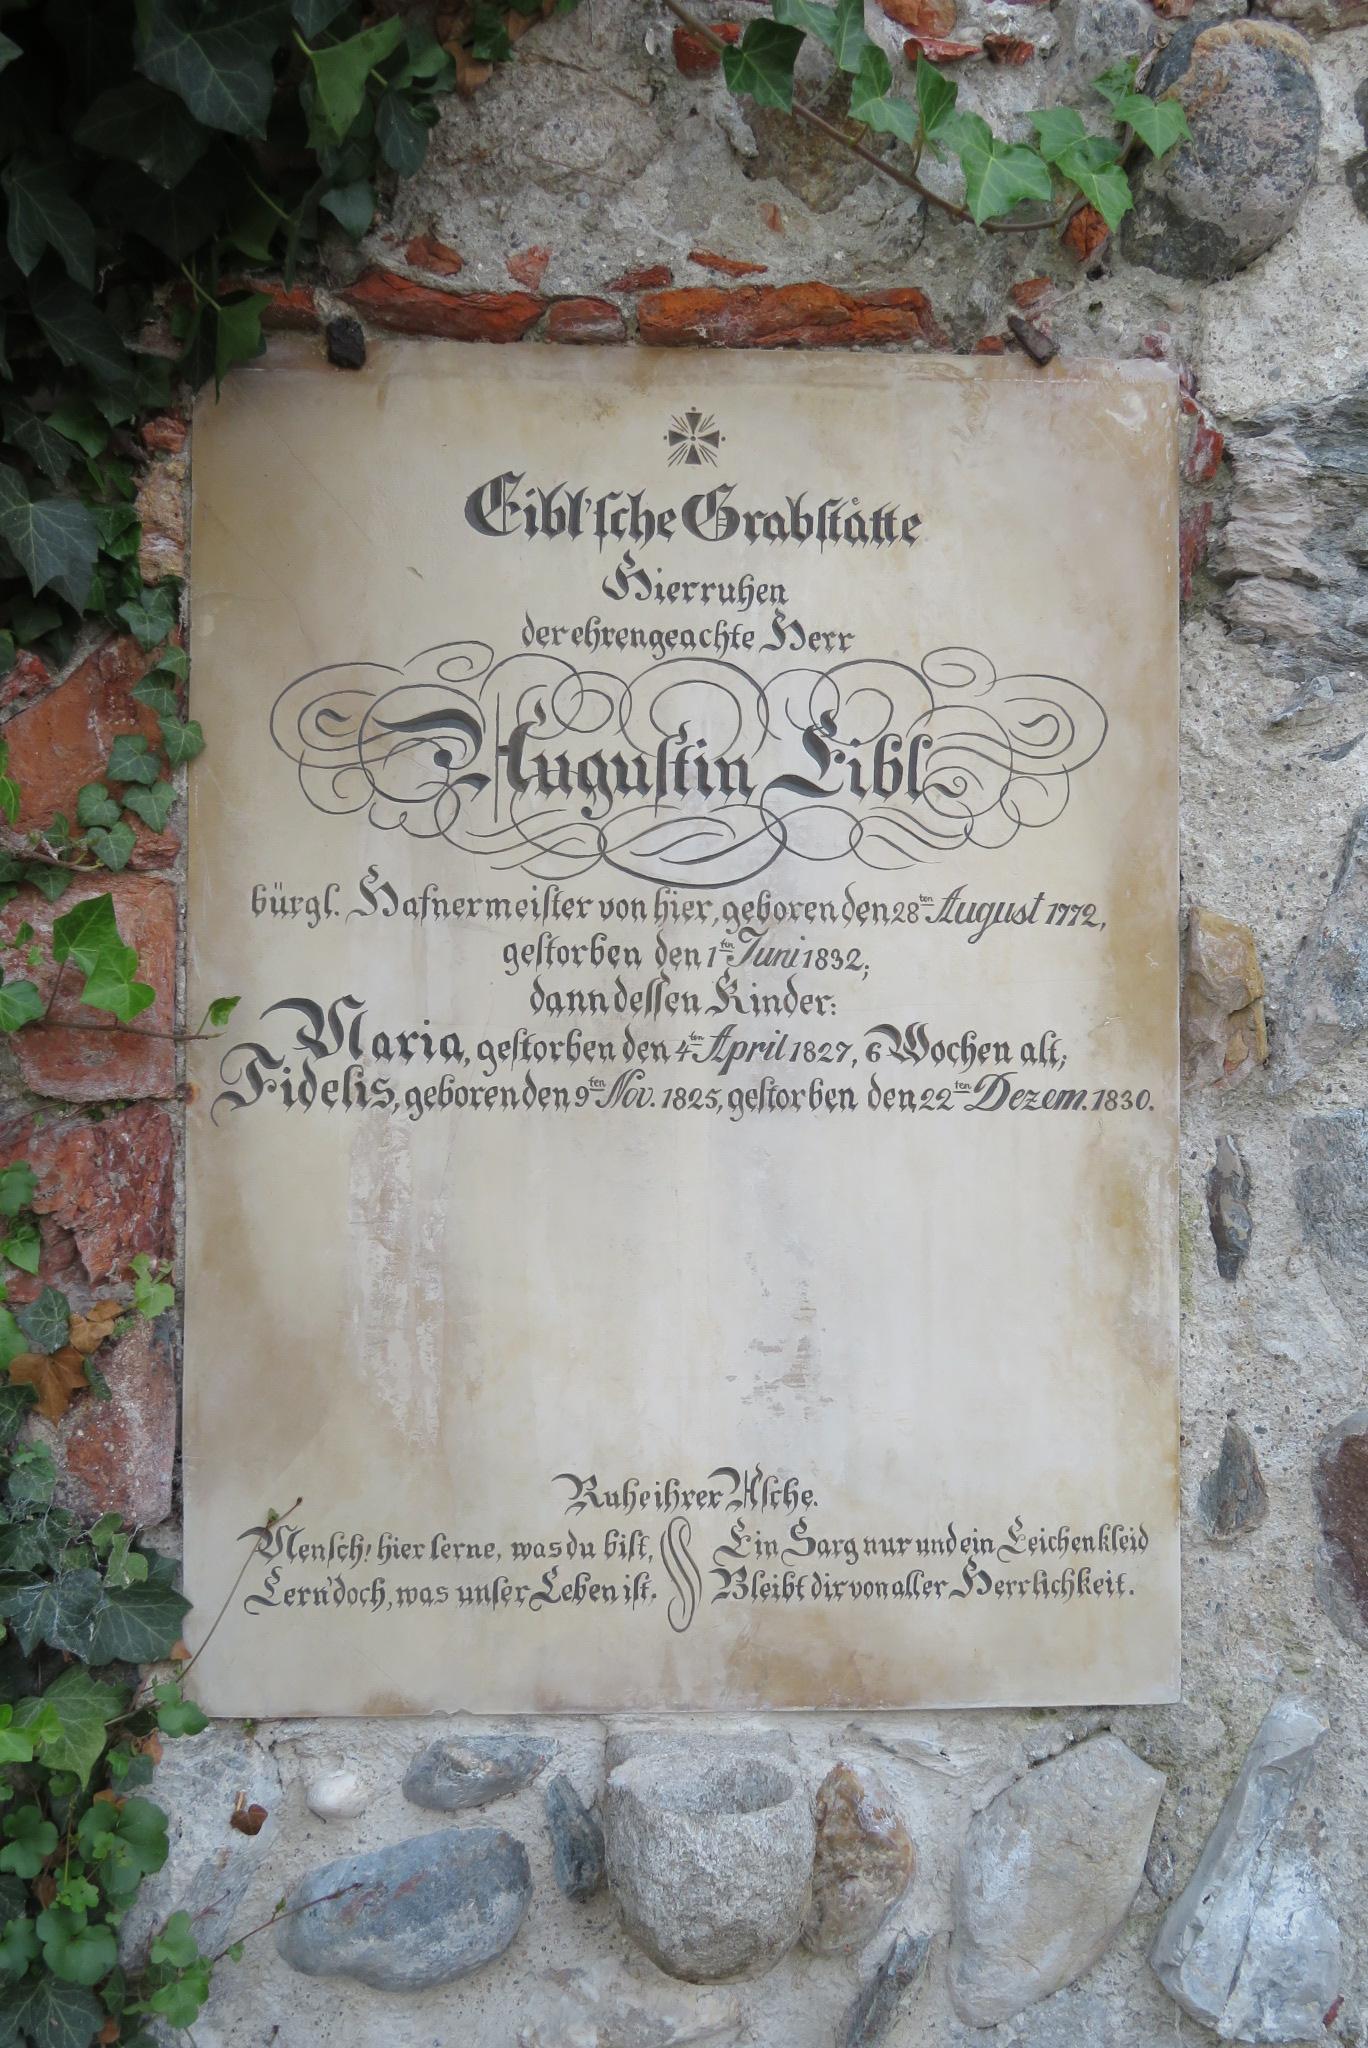 Eibl'sche Grabståtte
Hier ruhen
der ehrengeachte Herr
Augustin Eibl
bürgl. Hafnermeister von hier, geboren den 28ten August 1772,
gestorben den 1ten Juni 1832;
dann dessen Kinder:
Maria, gestorben den 4ten April 1827, 6 Wochen alt;
Fidelis, geboren den 9ten Nov. 1825, gestorben den 22ten Dezem. 1830.
Ruhe ihrer Asche.
Mensch! hier lerne, was du bist,
Lern' doch, was unser Leben ist.
Ein Sarg nur und ein Leichenkleid
Bleibt dir von aller Herrlichkeit.